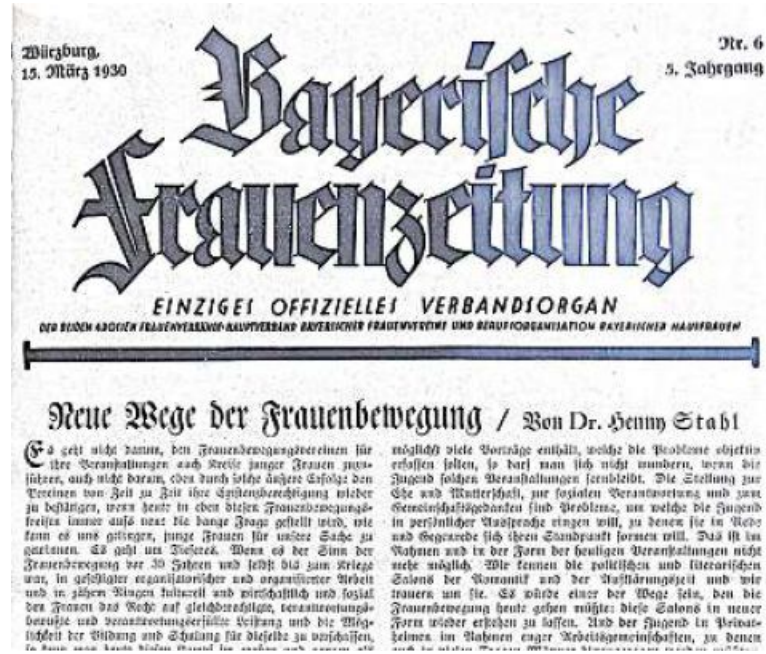 Würzburg,
15. März 1930
Nr. 6
5. Jahrgang
Bayerische
Frauenzeitung
EINZIGES OFFIZIELLES VERBANDSORGAN
DER BEIDEN GROSSEN FRAUENVERBÄNDE: HAUPTVERBAND BAYERISCHER FRAUENVEREINE UND BERUFSORGANISATION BAYERISCHER HAUSFRAUEN
Neue Wege der Frauenbewegung / Von Dr. Henny Stahl
Es geht nicht darum, den Frauenbewegungsvereinen für
ihre Veranstaltungen auch Kreise junger Frauen zuzu-
führen, auch nicht darum, eben durch solche äußere Erfolge den
Vereinen von Zeit zu Zeit ihre Existenzberechtigung wieder
zu bestätigen, wenn heute in eben diesen Frauenbewegungs-
kreisen immer aufs neue die bange Frage gestellt wird, wie
kann es uns gelingen, junge Frauen für unsere Sache zu
gewinnen. Es geht um Tieferes. Wenn es der Sinn der
Frauenbewegung vor 30 Jahren und selbst bis zum Kriege
war, in gefestigter organisatorischer und organisierter Arbeit
und in zähem Ringen kulturell und wirtschaftlich und sozial
den Frauen das Recht auf gleichberechtigte, verantwortungs-
bewußte und verantwortungserfüllte Leistung und die Mög-
lichkeit der Bildung und Schulung für dieselbe zu verschaffen,
möglichst viele Vorträge enthält, welche die Probleme objektiv
erfassen sollen, so darf man sich nicht wundern, wenn die
Jugend solchen Veranstaltungen fernbleibt. Die Stellung zur
Ehe und Mutterschaft, zur sozialen Verantwortung und zum
Gemeinschaftsgedanken sind Probleme, um welche die Jugend
in persönlicher Aussprache ringen will, zu denen sie in Rede
und Gegenrede sich ihren Standpunkt formen will. Das ist im
Rahmen und in der Form der heutigen Veranstaltungen nicht
mehr möglich. Wir kennen die politischen und literarischen
Salons der Romantik und der Aufklärungszeit und wir
trauern um sie. Es würde einer der Wege sein, den die
Frauenbewegung heute gehen müßte: diese Salons in neuer
Form wieder erstehen zu lassen. Und der Jugend in Privat-
heimen im Rahmen enger Arbeitsgemeinschaften, zu denen